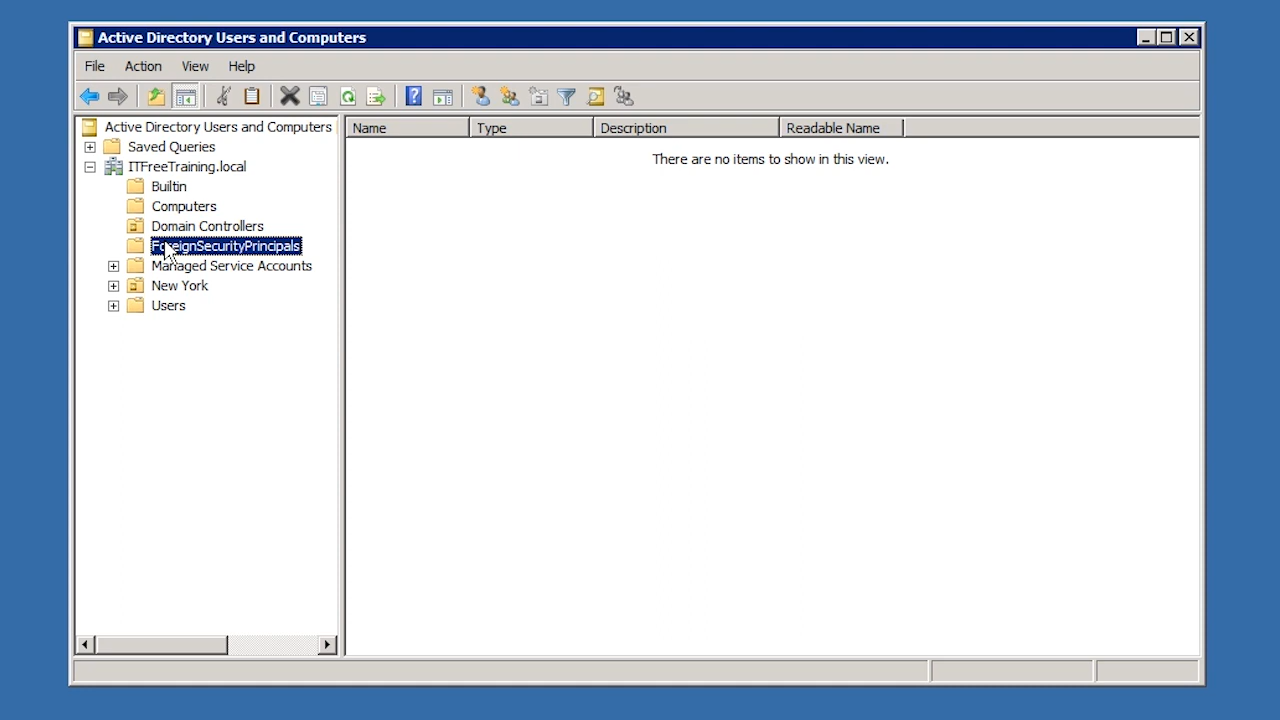 Active Directory Users and Computers
File Action View Help
Active Directory Users and Computers
Saved Queries
ITFreeTraining.local
Builtin
Computers
Domain Controllers
ForeignSecurityPrincipals
Managed Service Accounts
New York
Users
Name Type Description Readable Name
There are no items to show in this view.